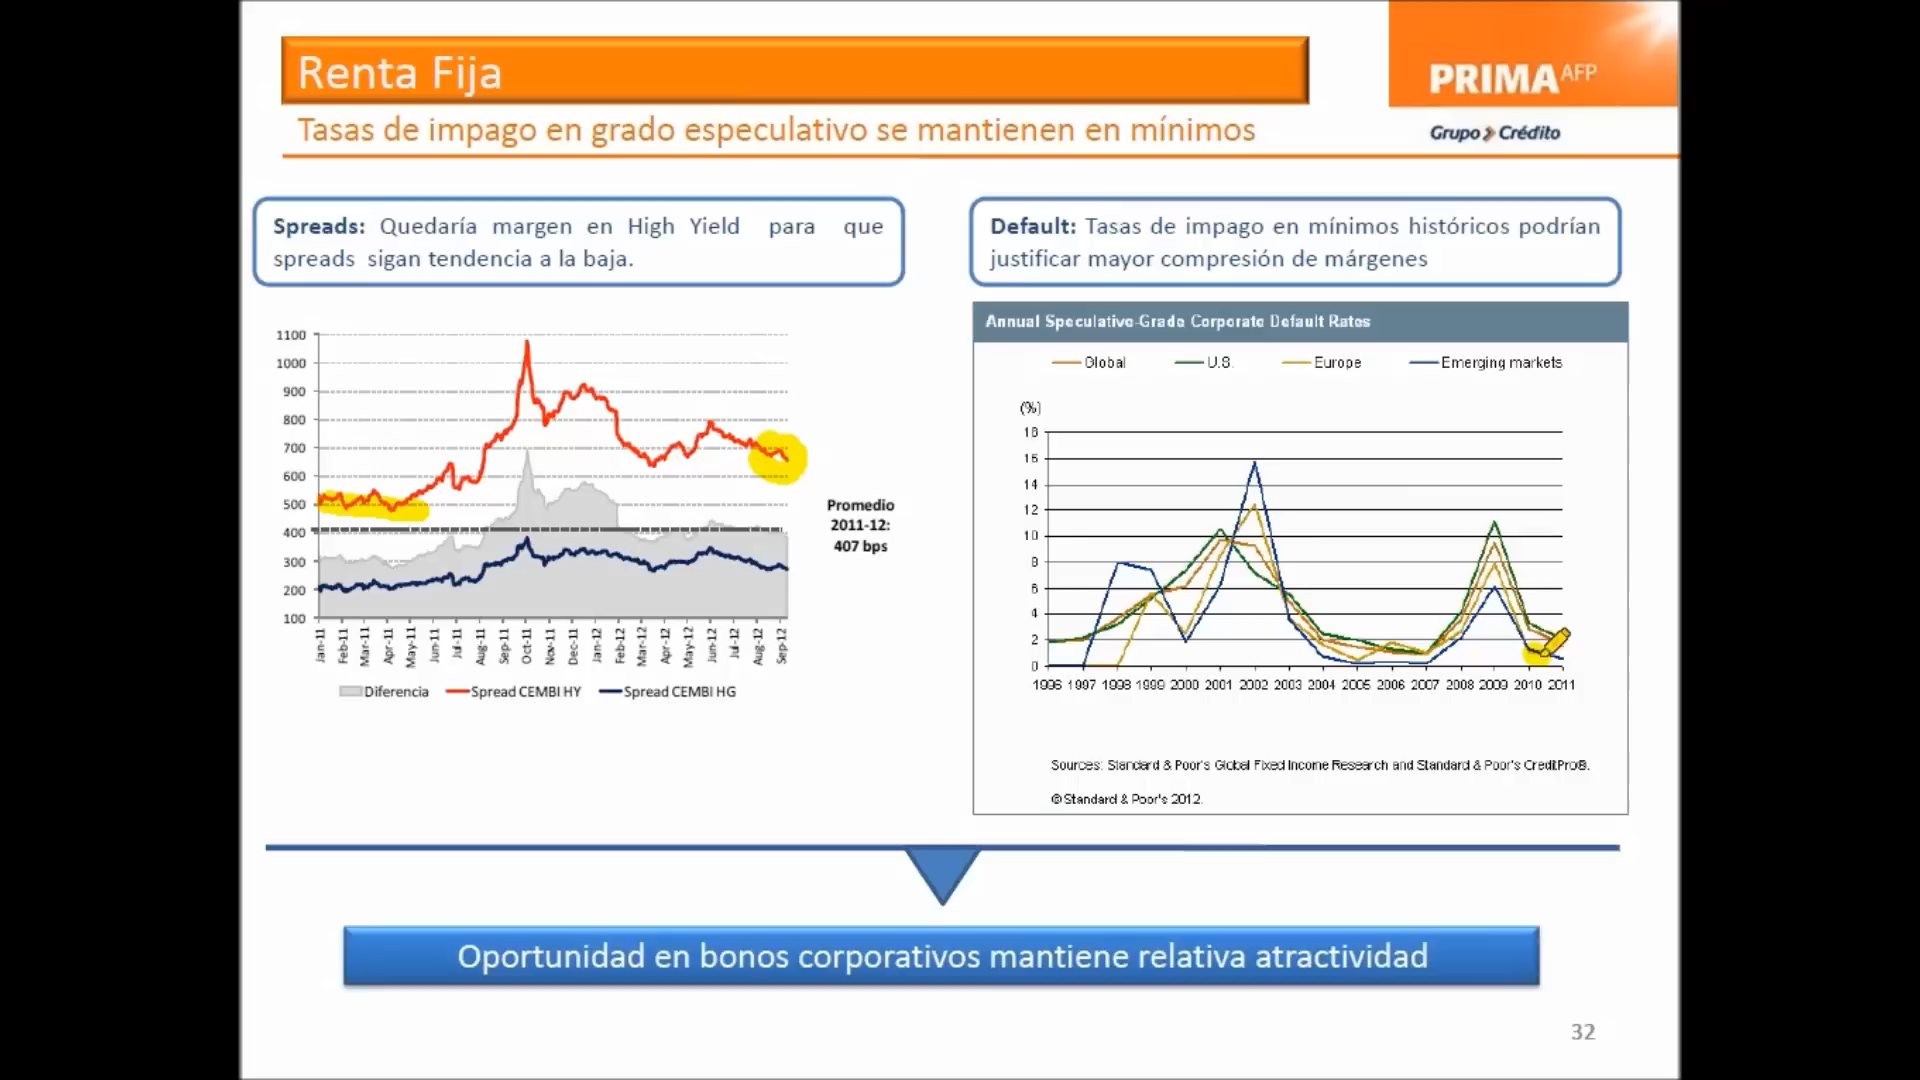 Renta Fija
PRIMA AFP
Grupo Crédito
Tasas de impago en grado especulativo se mantienen en mínimos
Spreads: Quedaría margen en High Yield para que
spreads sigan tendencia a la baja.
1100
1000
900
800
700
600
500
400
300
200
100
Jan-11 Feb-11 Mar-11 Apr-11 May-11 Jun-11 Jul-11 Aug-11 Sep-11 Oct-11 Nov-11 Dec-11 Jan-12 Feb-12 Mar-12 Apr-12 May-12 Jun-12 Jul-12 Aug-12 Sep-12
Diferencia Spread CEMBI HY Spread CEMBI HG
Promedio
2011-12:
407 bps
Default: Tasas de impago en mínimos históricos podrían
justificar mayor compresión de márgenes
Annual Speculative-Grade Corporate Default Rates
Global U.S. Europe Emerging markets
(%)
18
16
14
12
10
8
6
4
2
0
1996 1997 1998 1999 2000 2001 2002 2003 2004 2005 2006 2007 2008 2009 2010 2011
Sources: Standard & Poor's Global Fixed Income Research and Standard & Poor's CreditPro®.
© Standard & Poor's 2012.
Oportunidad en bonos corporativos mantiene relativa atractividad
32